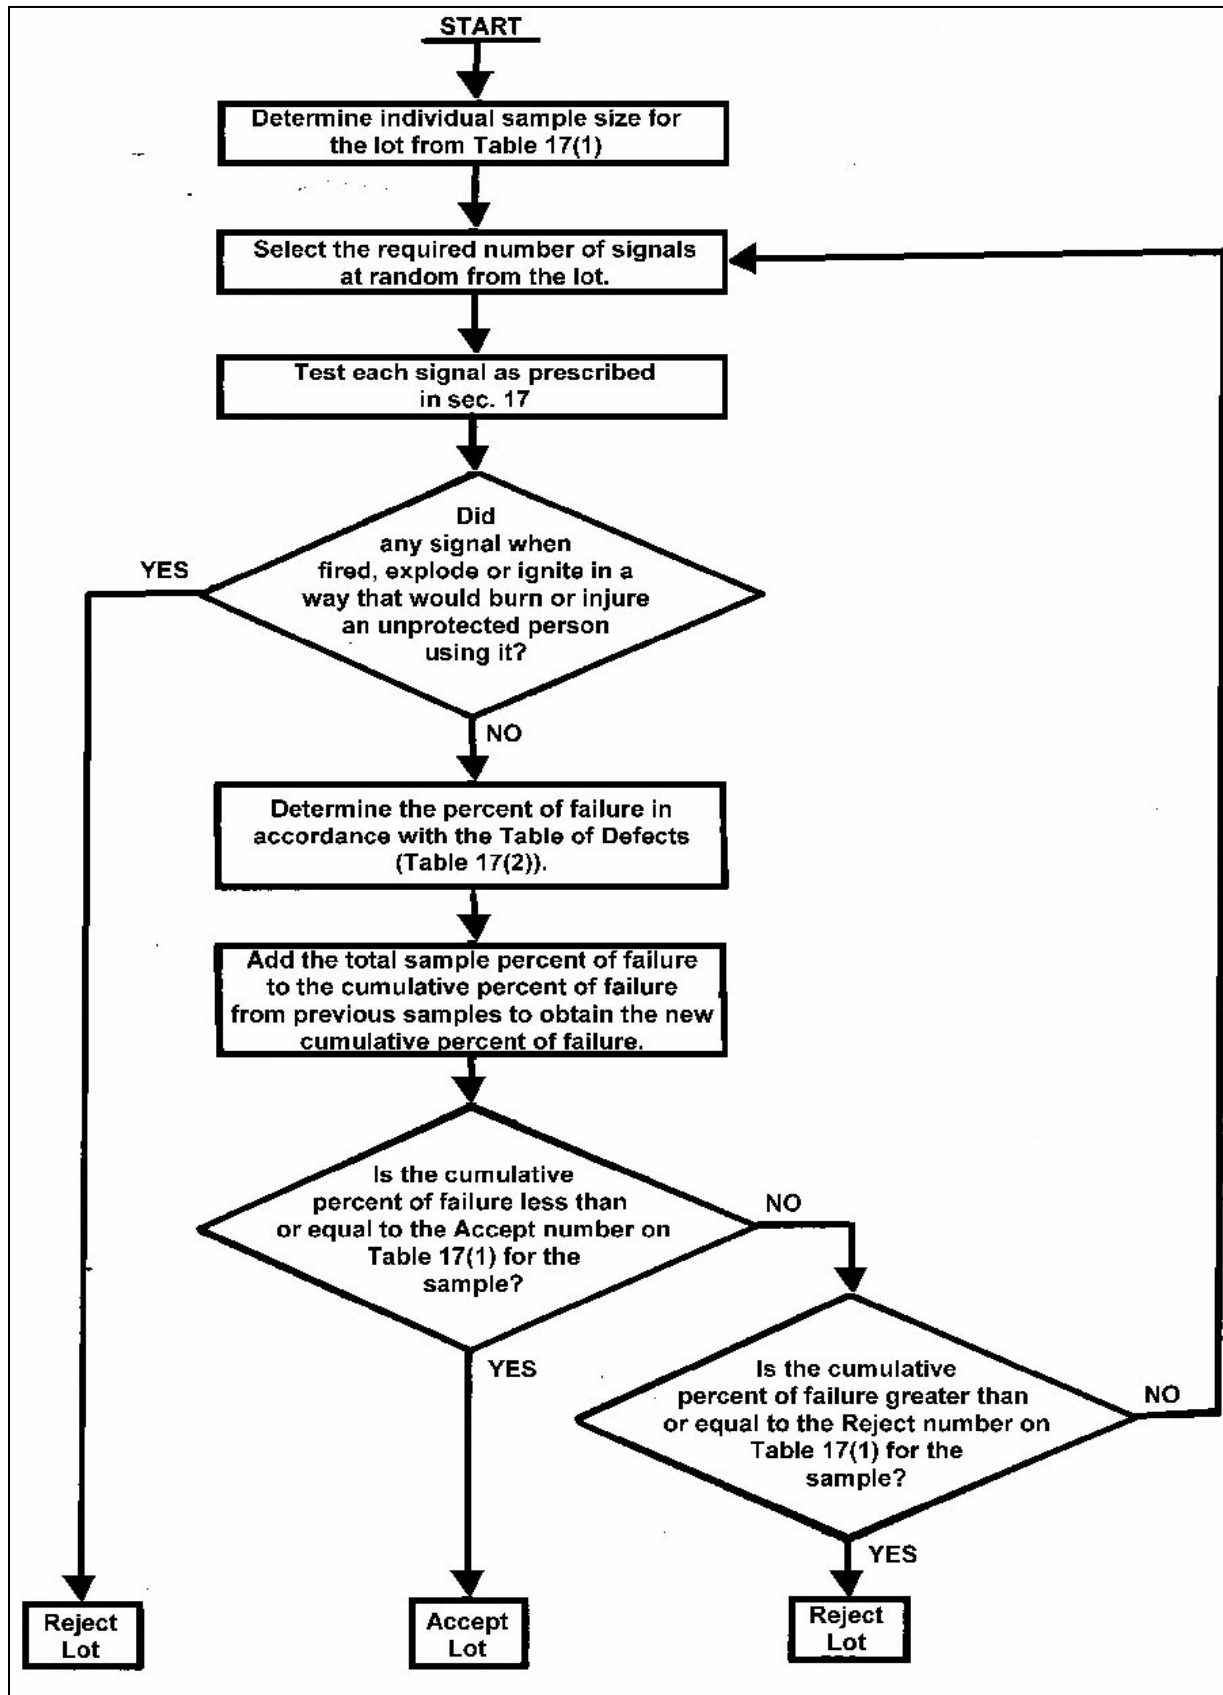 START
Determine individual sample size for
the lot from Table 17(1)
Select the required number of signals
at random from the lot.
Test each signal as prescribed
in sec. 17
Did
any signal when
fired, explode or ignite in a
way that would burn or injure
an unprotected person
using it?
YES
NO
Determine the percent of failure in
accordance with the Table of Defects
(Table 17(2)).
Add the total sample percent of failure
to the cumulative percent of failure
from previous samples to obtain the new
cumulative percent of failure.
Is the cumulative
percent of failure less than
or equal to the Accept number on
Table 17(1) for the
sample?
NO
YES
Is the cumulative
percent of failure greater than
or equal to the Reject number on
Table 17(1) for the
sample?
NO
YES
Reject
Lot
Accept
Lot
Reject
Lot